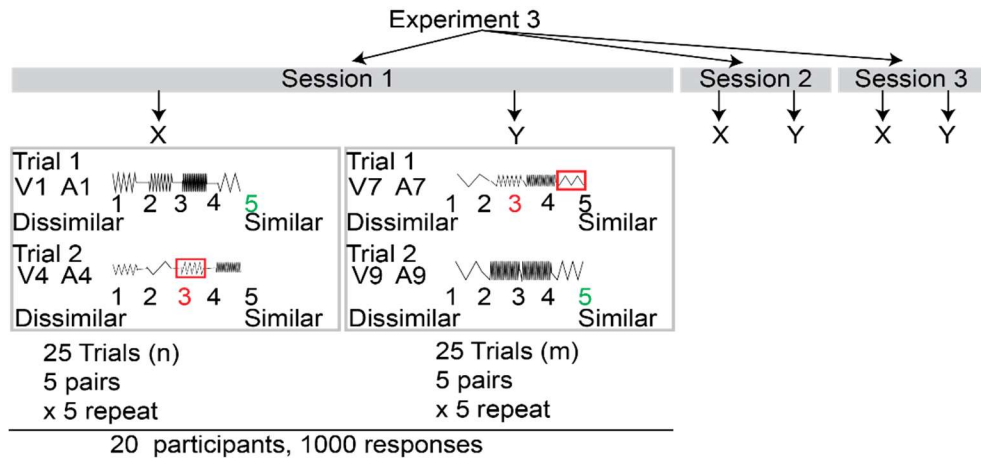 Experiment 3
Session 1
Session 2
Session 3
X
Y
X
Y
X
Y
Trial 1
V1 A1
1 2 3 4 5
Dissimilar Similar
Trial 2
V4 A4
1 2 3 4 5
Dissimilar Similar
Trial 1
V7 A7
1 2 3 4 5
Dissimilar Similar
Trial 2
V9 A9
1 2 3 4 5
Dissimilar Similar
25 Trials (n)
5 pairs
x 5 repeat
25 Trials (m)
5 pairs
x 5 repeat
20 participants, 1000 responses